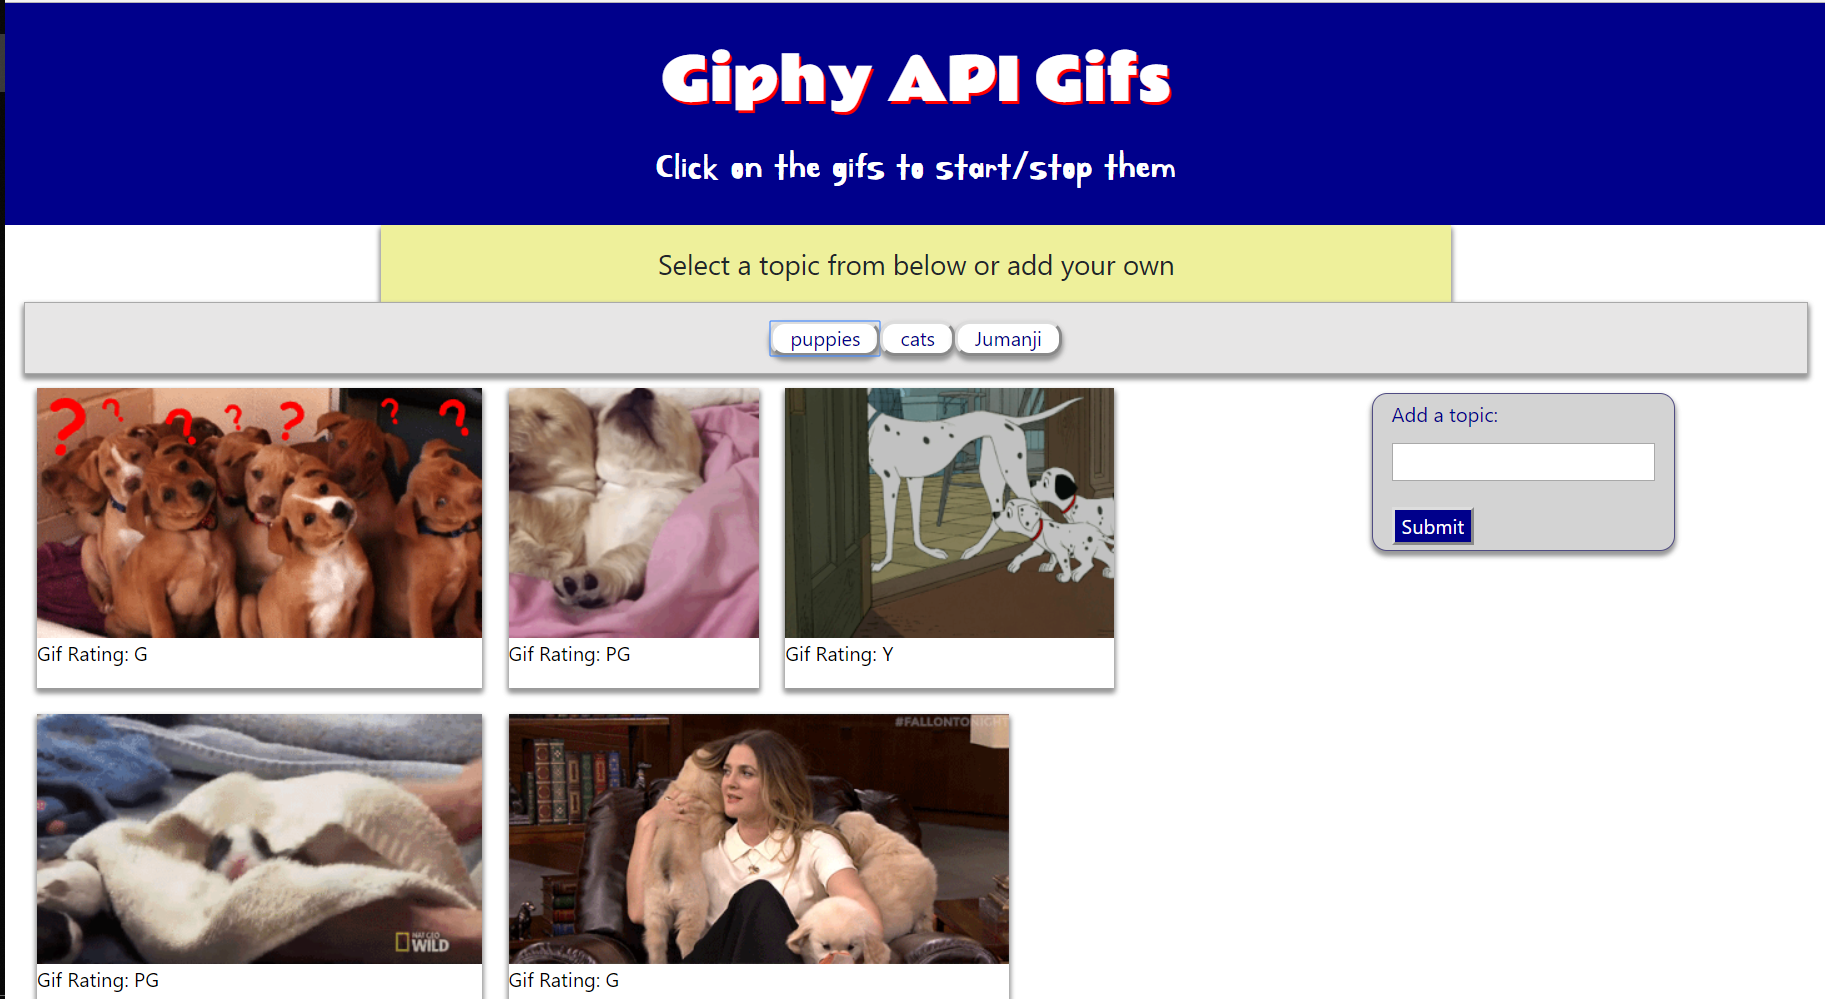 Giphy API Gifs
Click on the gifs to start/stop them
Select a topic from below or add your own
puppies cats Jumanji
? ? ? ? ? ? ?
Gif Rating: G
Gif Rating: PG
Gif Rating: Y
Add a topic:
Submit
NAT GEO
WILD
#FALLONTONIGHT
Gif Rating: PG
Gif Rating: G